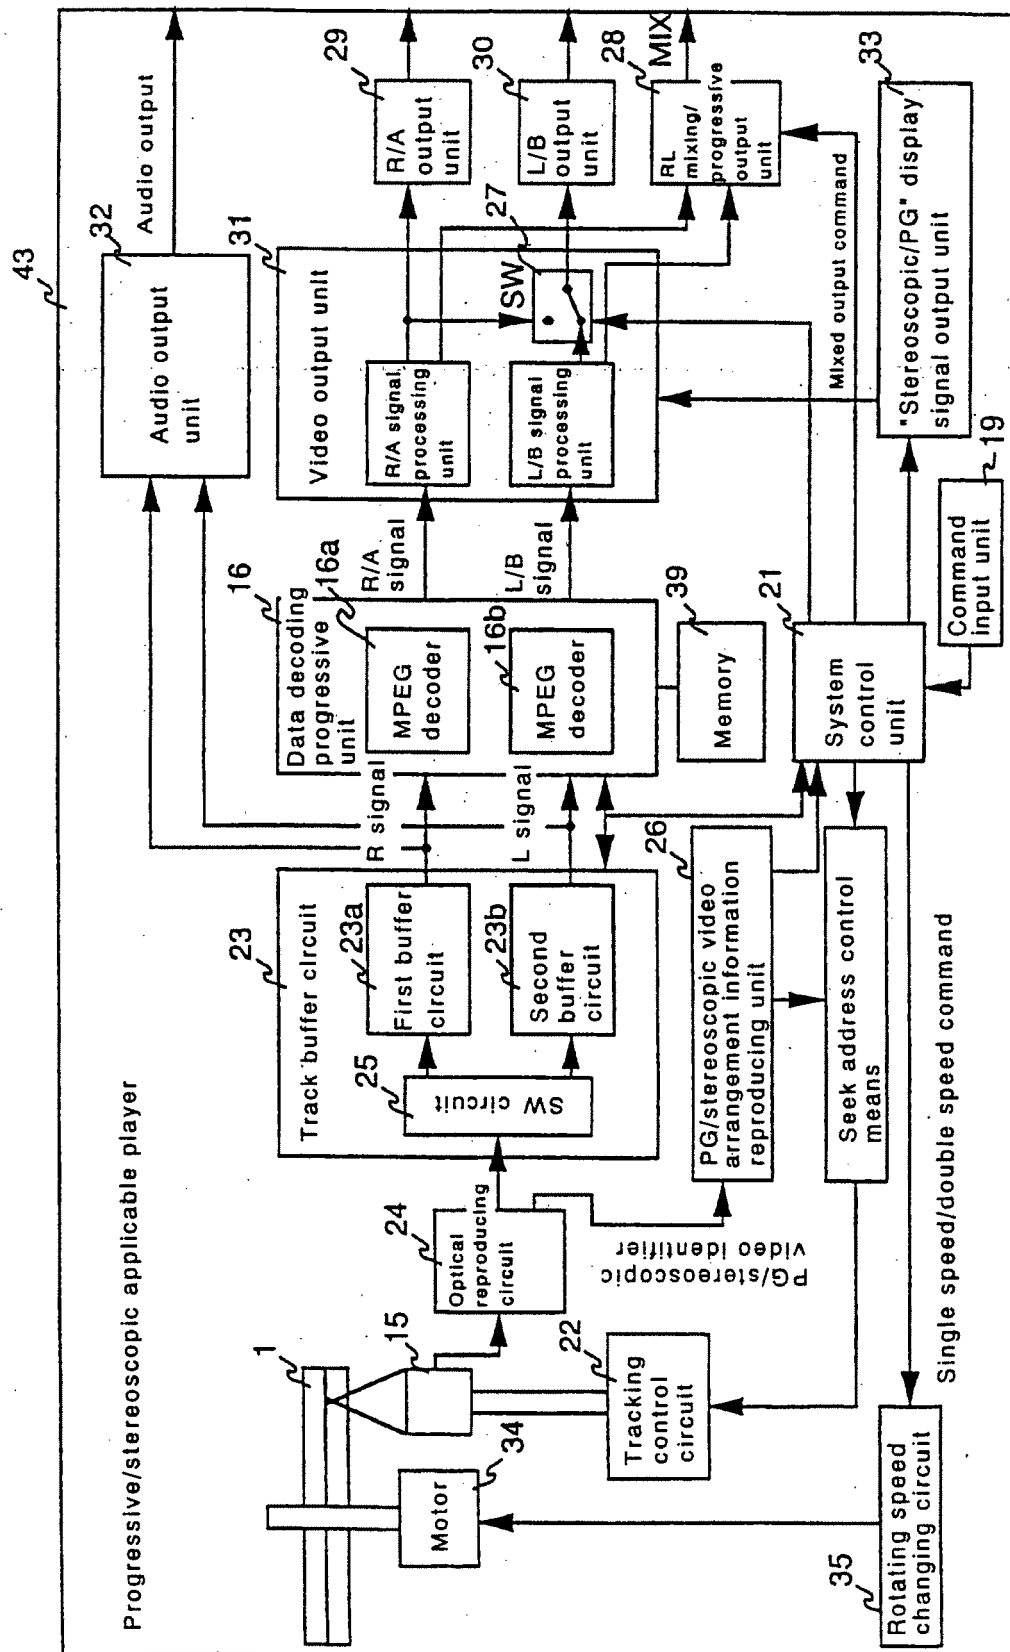 43
Progressive/stereoscopic applicable player
32
Audio output
unit
Audio output
1
15
Motor
34
22
Tracking
control
circuit
35
Rotating speed
changing circuit
24
Optical
reproducing
circuit
PG/stereoscopic
video identifier
23
Track buffer circuit
25
SW circuit
First buffer
circuit
23a
Second
buffer
circuit
23b
R signal
L signal
16
Data decoding
progressive
unit
16a
MPEG
decoder
16b
MPEG
decoder
R/A
signal
L/B
signal
39
Memory
31
Video output unit
R/A signal
processing
unit
L/B signal
processing
unit
SW
27
29
R/A
output
unit
30
L/B
output
unit
28
RL
mixing/
progressive
output
unit
MIX
26
PG/stereoscopic video
arrangement information
reproducing unit
Seek address control
means
21
System
control
unit
Command
input unit
19
Mixed output command
33
"Stereoscopic/PG" display
signal output unit
Single speed/double speed command